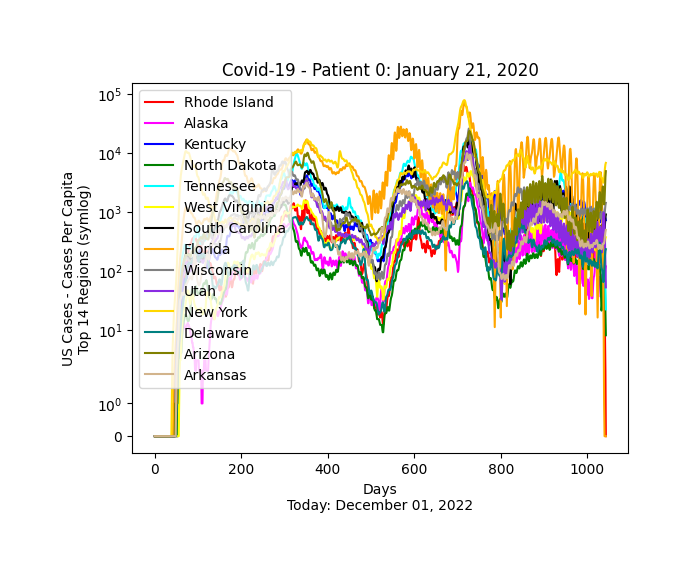 Covid-19 - Patient 0: January 21, 2020
US Cases - Cases Per Capita
Top 14 Regions (symlog)
10^5
10^4
10^3
10^2
10^1
10^0
0
Rhode Island
Alaska
Kentucky
North Dakota
Tennessee
West Virginia
South Carolina
Florida
Wisconsin
Utah
New York
Delaware
Arizona
Arkansas
0 200 400 600 800 1000
Days
Today: December 01, 2022